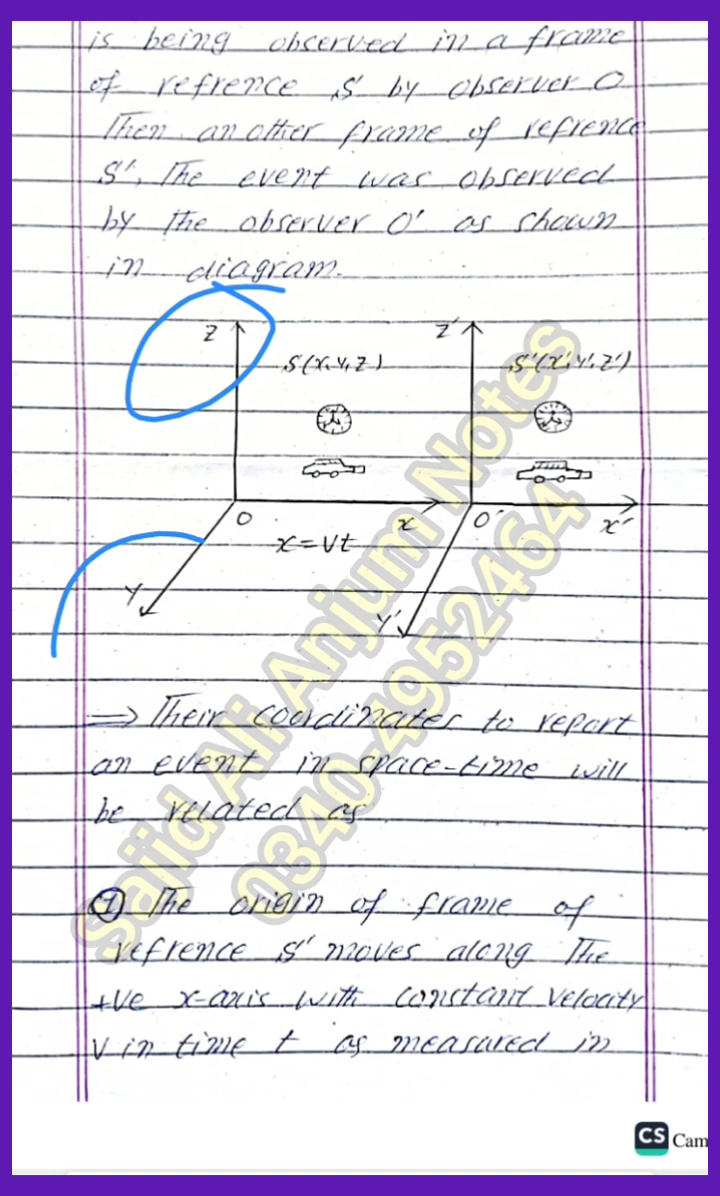 is being observed in a frame
of refrence S by observer O
Then another frame of refrence
S'. The event was observed
by the observer O' as shown
in diagram.
Z Z'
S(x,y,z) S'(x',y',z')
O x O' x'
x=vt
Y Y'
⇒ Their coordinates to report
an event in space-time will
be related as
① The origin of frame of
refrence S' moves along The
+ve x-axis with constant velocity
V in time t as measured in
Sajid Ali Anjum Notes
0340-4952464
CS Cam